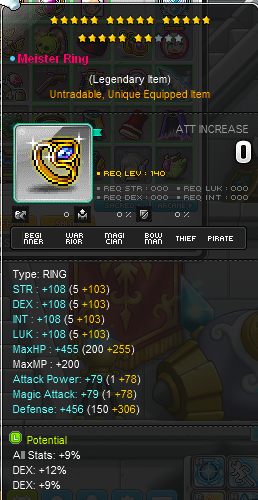 Meister Ring
(Legendary Item)
Untradable, Unique Equipped Item
ATT INCREASE
0
REQ LEV : 140
REQ STR : 000 REQ LUK : 000
REQ DEX : 000 REQ INT : 000
0 0 % 0 %
BEGINNER WARRIOR MAGICIAN BOWMAN THIEF PIRATE
Type: RING
STR : +108 (5 +103)
DEX : +108 (5 +103)
INT : +108 (5 +103)
LUK : +108 (5 +103)
MaxHP : +455 (200 +255)
MaxMP : +200
Attack Power: +79 (1 +78)
Magic Attack: +79 (1 +78)
Defense: +456 (150 +306)
L Potential
All Stats: +9%
DEX: +12%
DEX: +9%